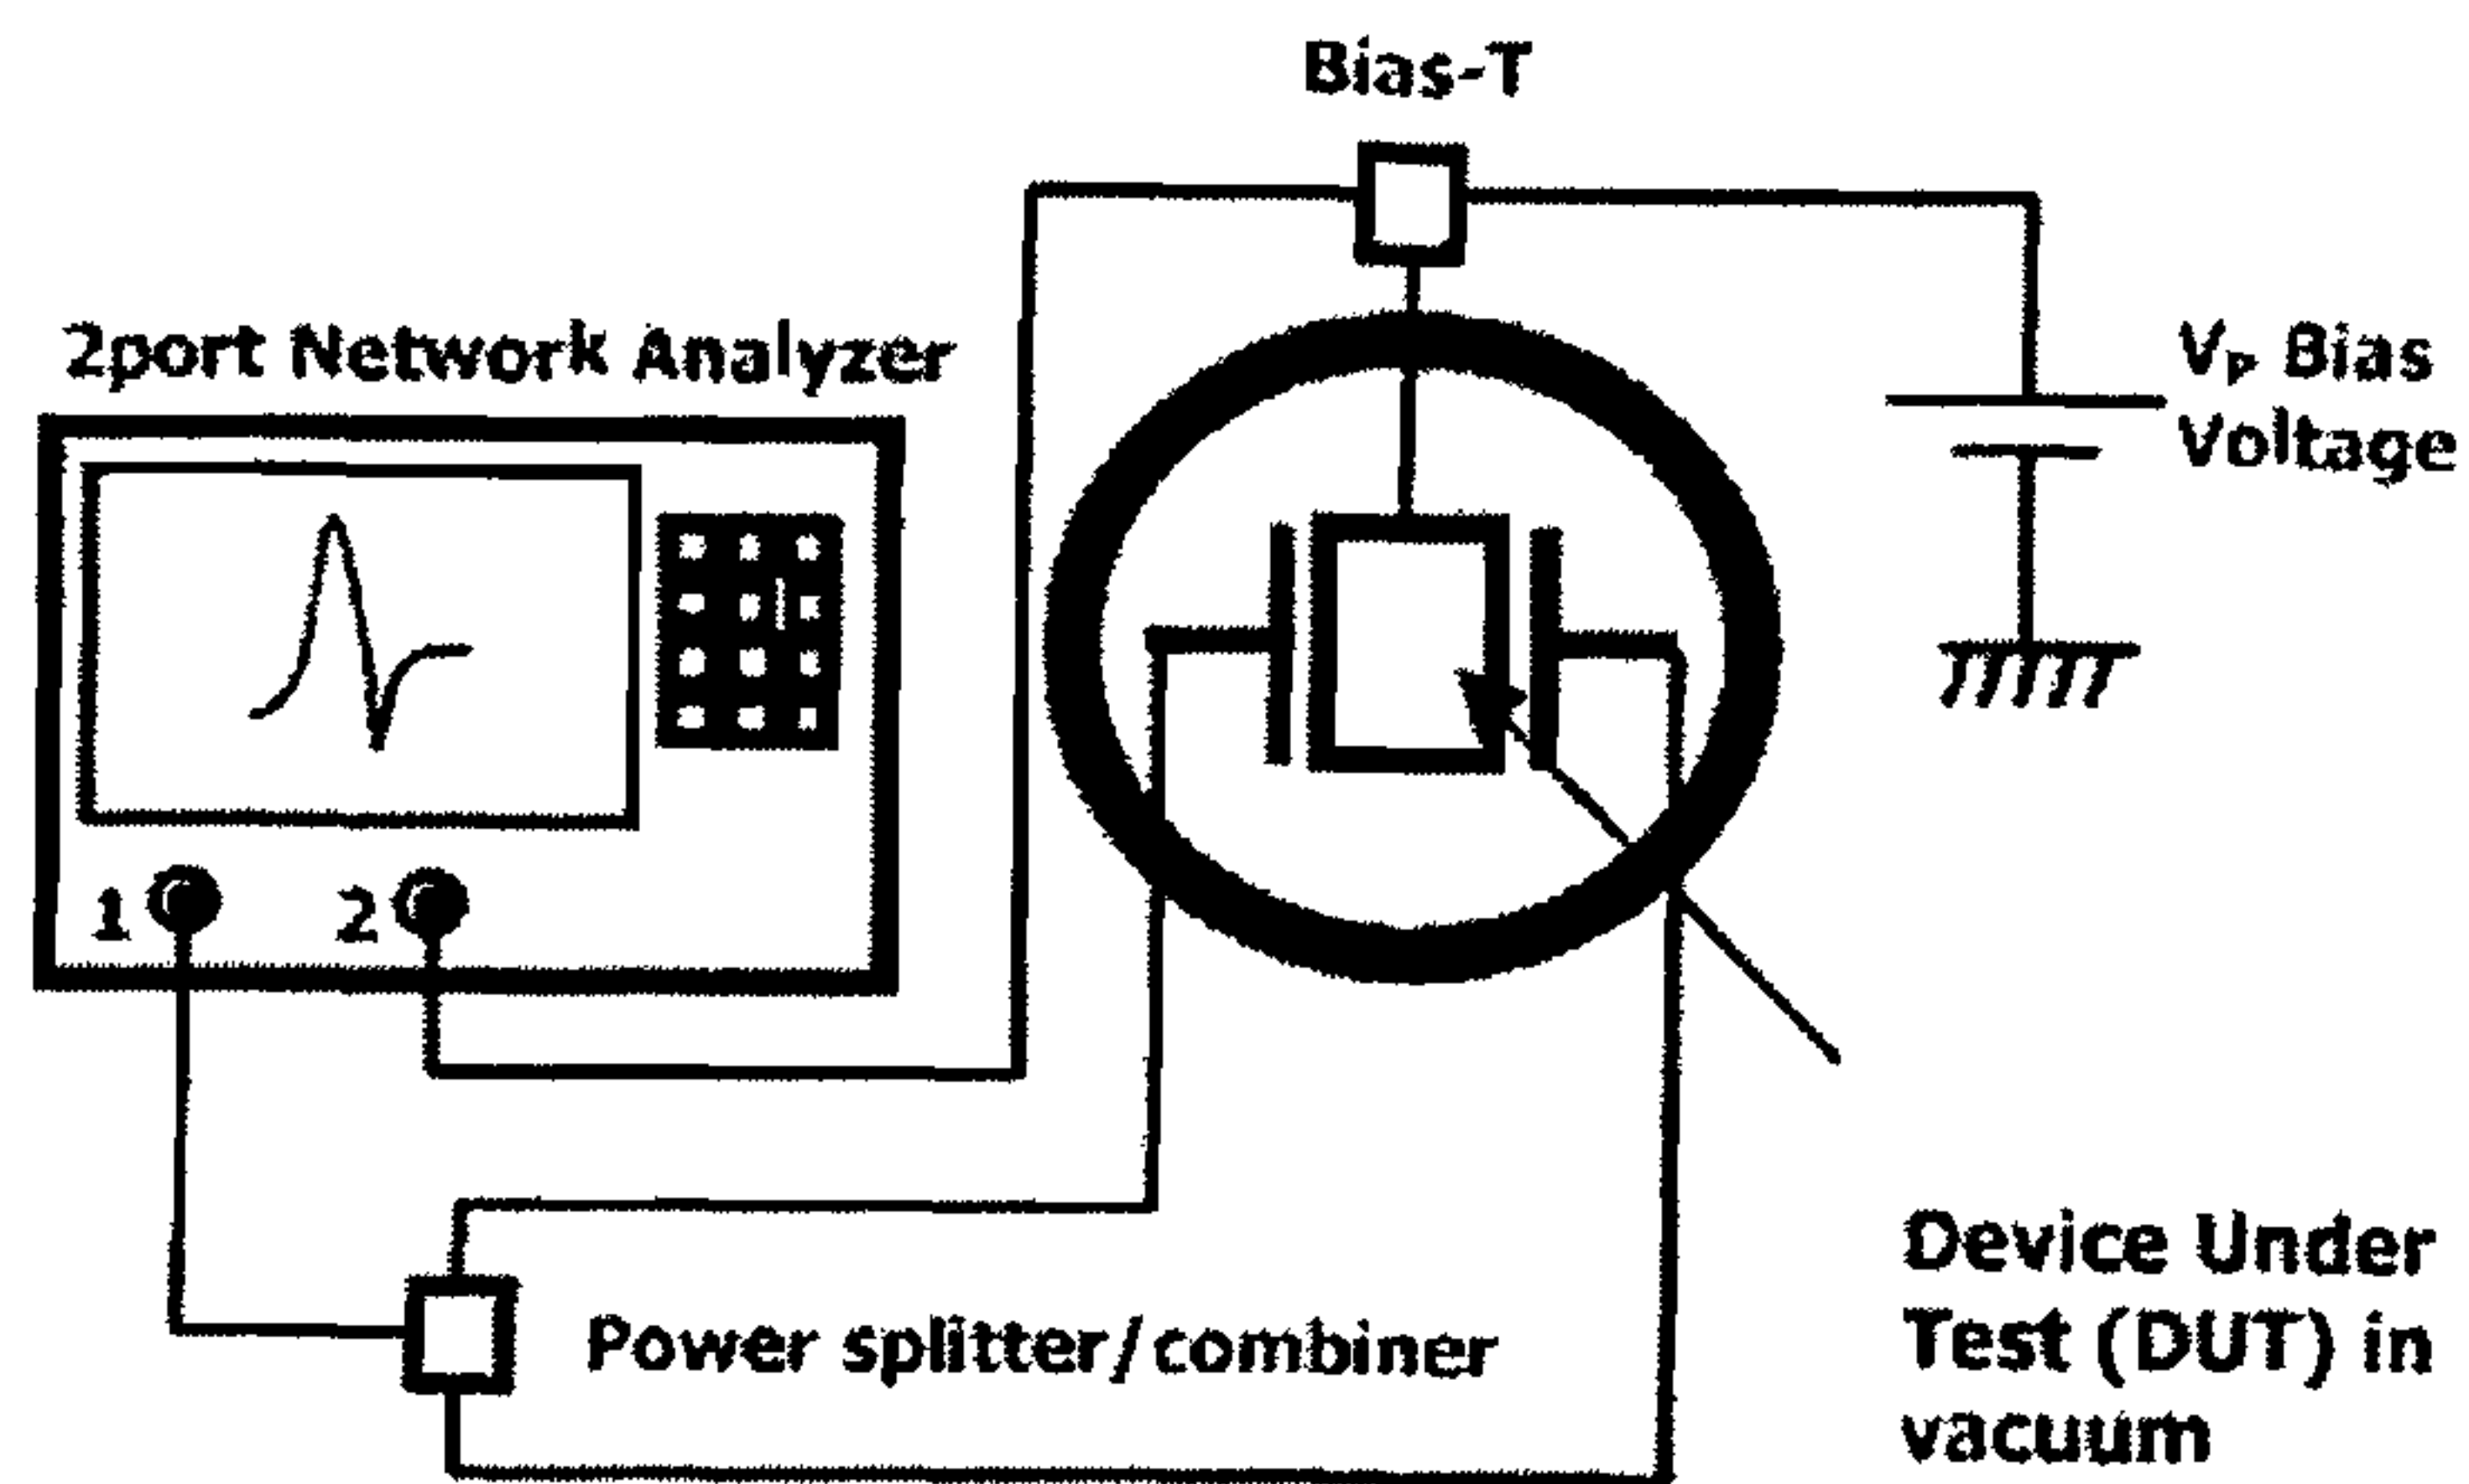 Bias-T
2port Network Analyzer
VP Bias
Voltage
1 2
Power splitter/combiner
Device Under
Test (DUT) in
vacuum